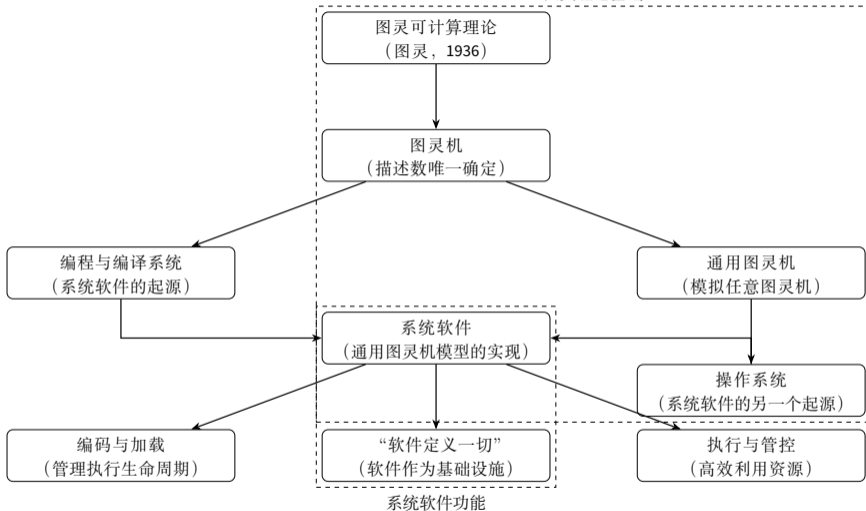 图灵可计算理论
（图灵，1936）
图灵机
（描述数唯一确定）
编程与编译系统
（系统软件的起源）
通用图灵机
（模拟任意图灵机）
系统软件
（通用图灵机模型的实现）
操作系统
（系统软件的另一个起源）
编码与加载
（管理执行生命周期）
“软件定义一切”
（软件作为基础设施）
执行与管控
（高效利用资源）
系统软件功能